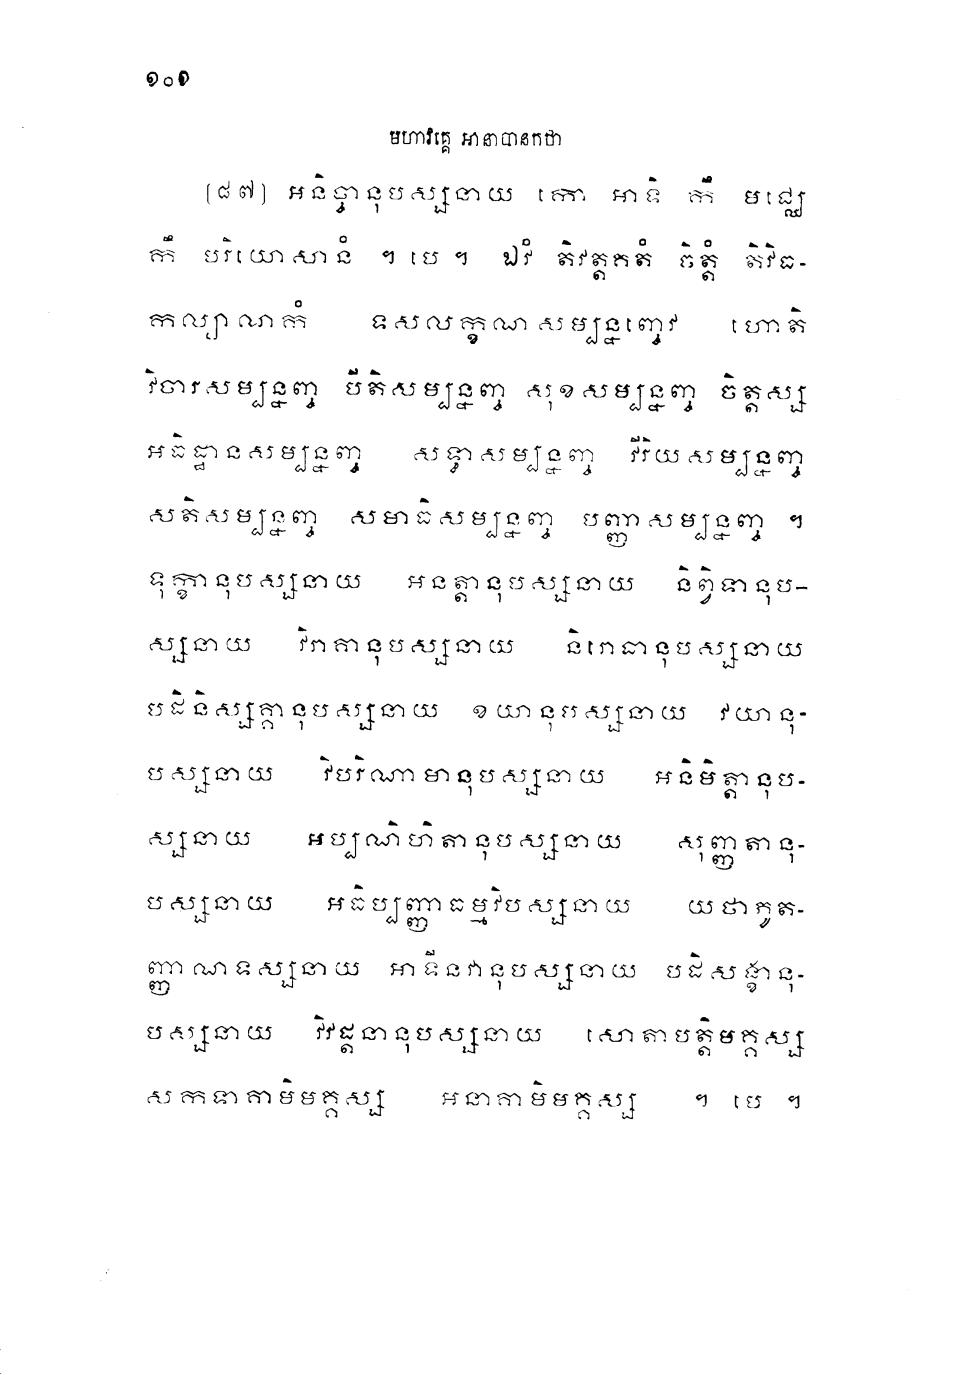 ១០១
មហាវគ្គេ អានាបានកថា
(៨៧) អនិច្ចានុបស្សនាយ កោ អាទិ កឹ មជ្ឈេ
កឹ បរិយោសានំ ។ បេ ។ ឯវំ តិវត្តគតំ ចិត្តំ តិវិធ-
កល្យាណកំ ទសលក្ខណសម្បន្នញ្ចេវ ហោតិ
វិចារសម្បន្នញ្ច បីតិសម្បន្នញ្ច សុខសម្បន្នញ្ច ចិត្តស្ស
អធិដ្ឋានសម្បន្នញ្ច សទ្ធាសម្បន្នញ្ច វីរិយសម្បន្នញ្ច
សតិសម្បន្នញ្ច សមាធិសម្បន្នញ្ច បញ្ញាសម្បន្នញ្ច ។
ទុក្ខានុបស្សនាយ អនត្តានុបស្សនាយ និព្វិទានុប-
ស្សនាយ វិរាគានុបស្សនាយ និរោធានុបស្សនាយ
បដិនិស្សគ្គានុបស្សនាយ ខយានុបស្សនាយ វយានុ-
បស្សនាយ វិបរិណាមានុបស្សនាយ អនិមិត្តានុប-
ស្សនាយ អប្បណិហិតានុបស្សនាយ សុញ្ញតានុ-
បស្សនាយ អធិប្បញ្ញាធម្មវិបស្សនាយ យថាភូត-
ញ្ញាណទស្សនាយ អាទីនវានុបស្សនាយ បដិសង្ខានុ-
បស្សនាយ វិវដ្តនានុបស្សនាយ សោតាបត្តិមគ្គស្ស
សកទាគាមិមគ្គស្ស អនាគាមិមគ្គស្ស ។ បេ ។